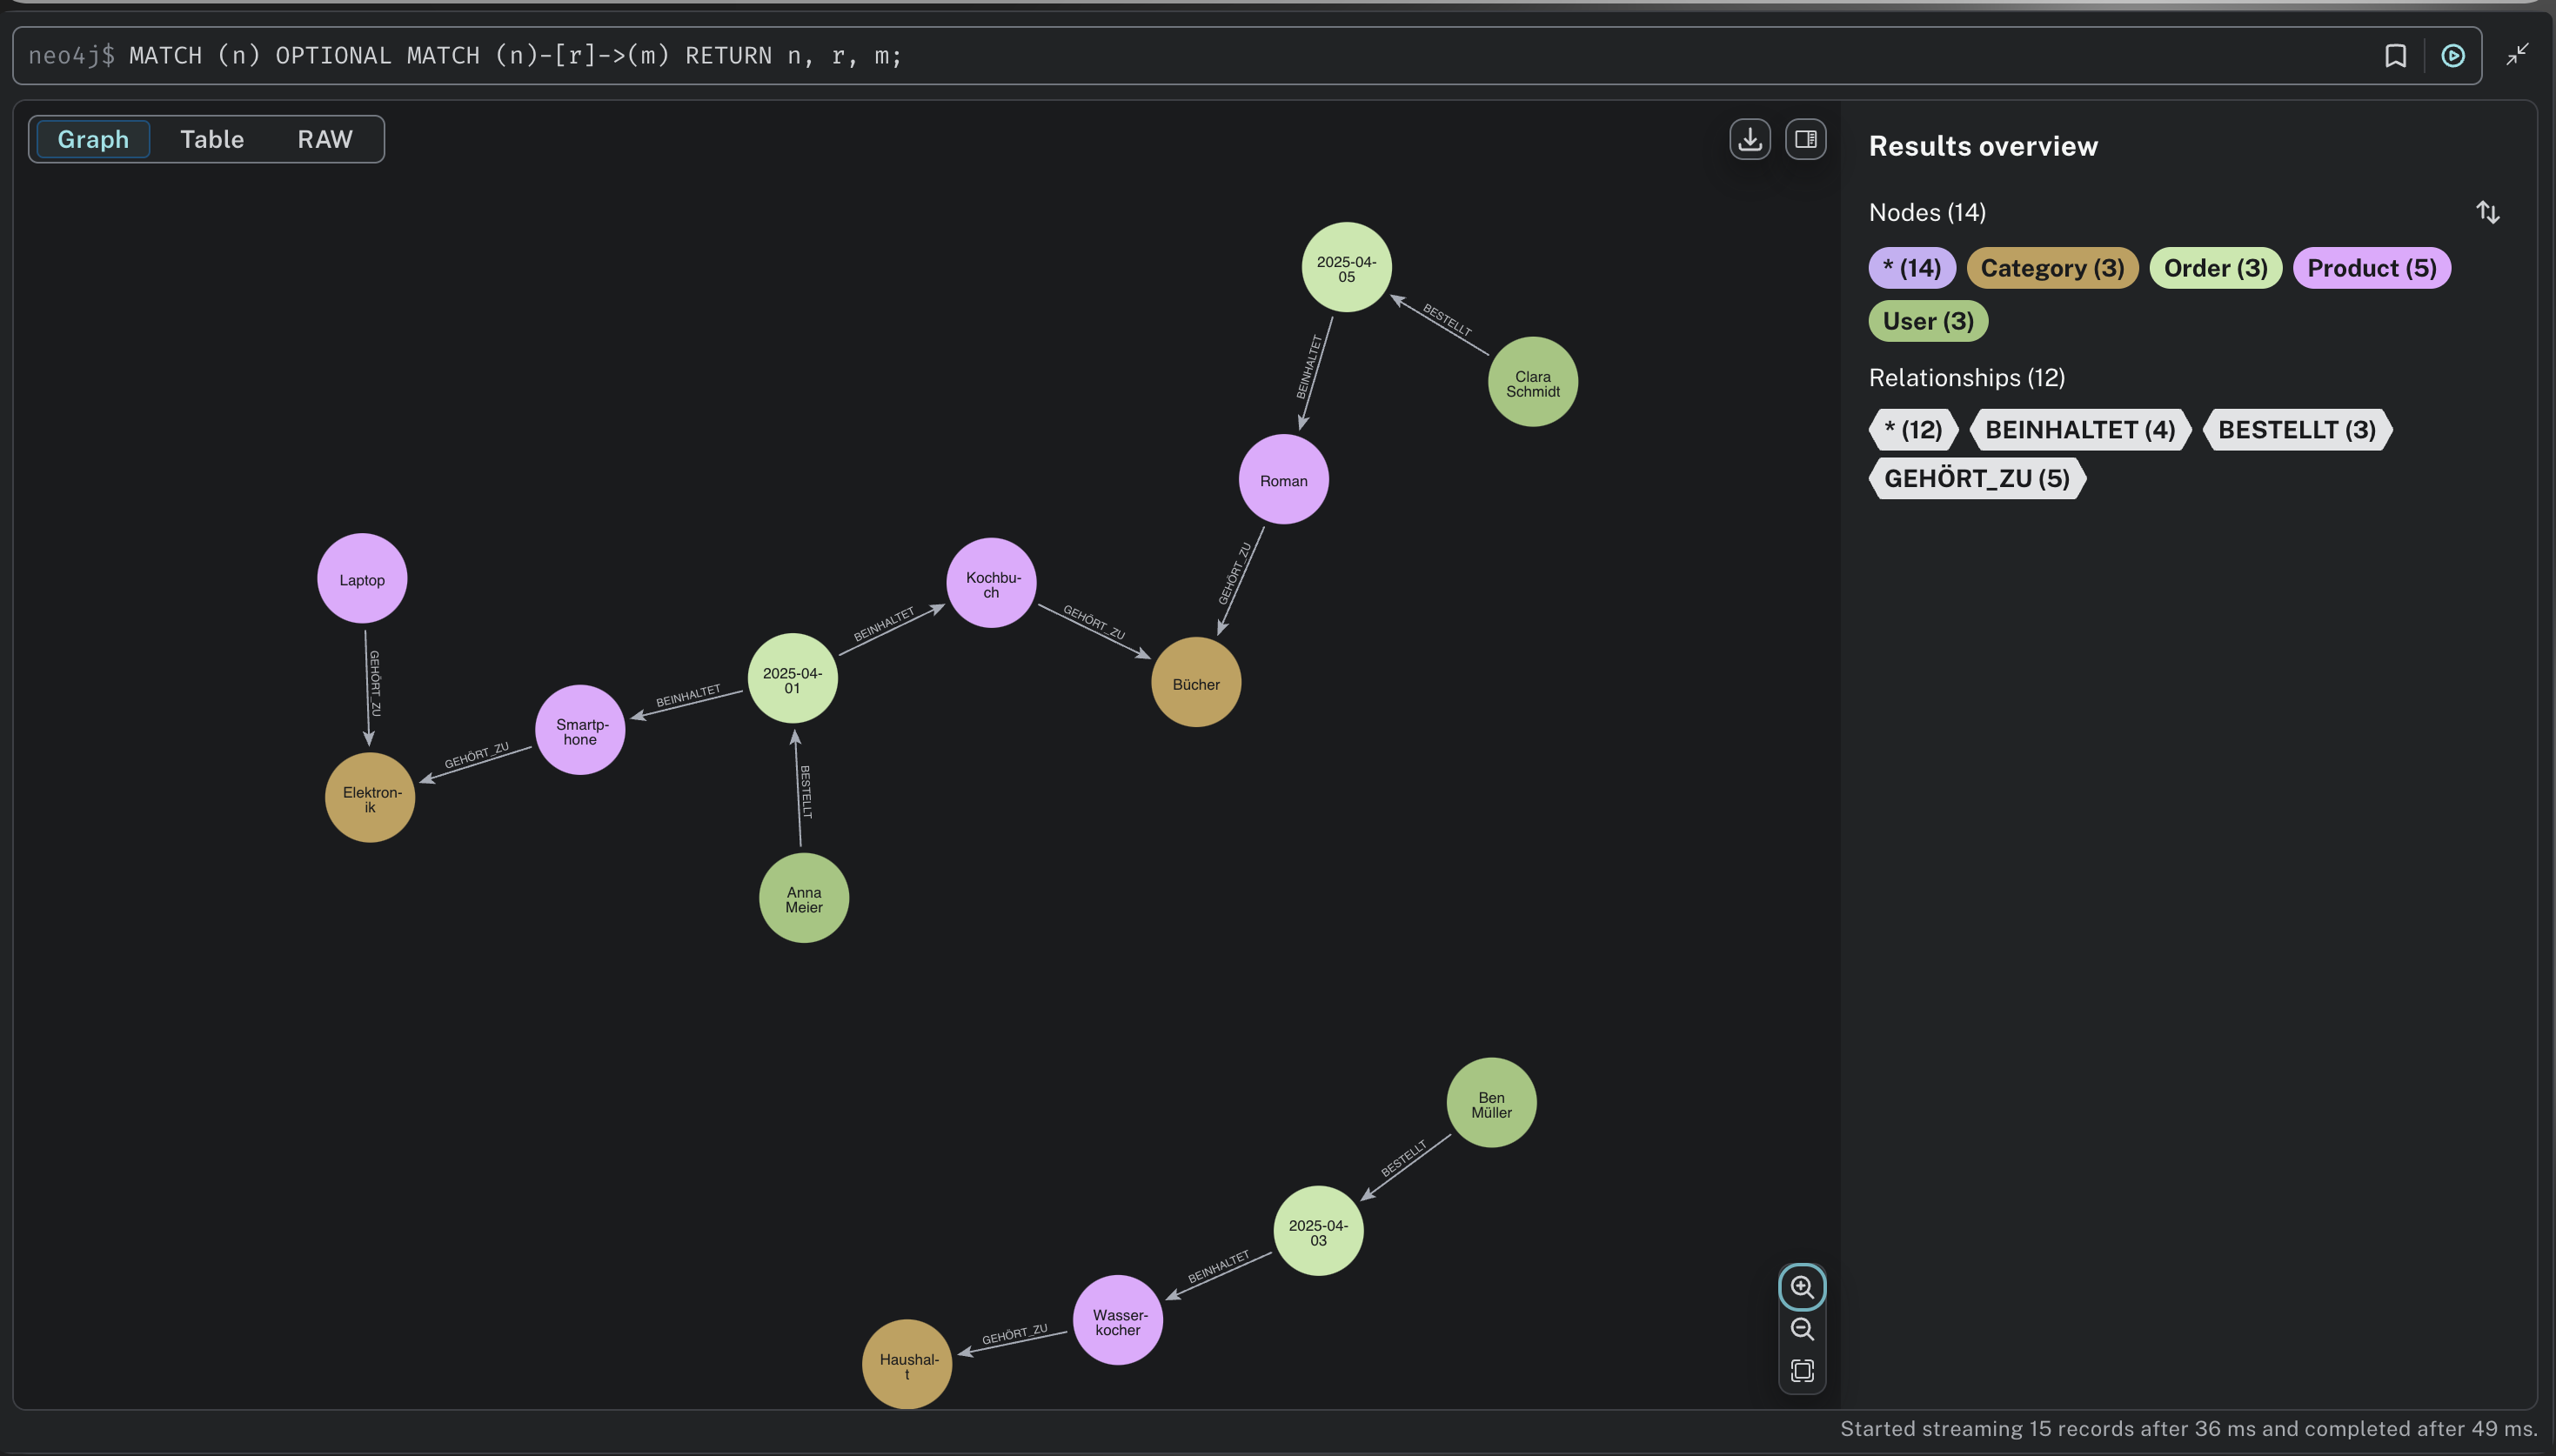 neo4j$ MATCH (n) OPTIONAL MATCH (n)-[r]->(m) RETURN n, r, m;
Graph Table RAW
Results overview
Nodes (14)
* (14) Category (3) Order (3) Product (5)
User (3)
Relationships (12)
* (12) BEINHALTET (4) BESTELLT (3)
GEHÖRT_ZU (5)
2025-04-
05
BESTELLT
Clara
Schmidt
BEINHALTET
Roman
GEHÖRT_ZU
Laptop
GEHÖRT_ZU
Kochbu-
ch
BEINHALTET
GEHÖRT_ZU
2025-04-
01
Bücher
BEINHALTET
Smartp-
hone
GEHÖRT_ZU
Elektron-
ik
BESTELLT
Anna
Meier
Ben
Müller
BESTELLT
2025-04-
03
BEINHALTET
Wasser-
kocher
GEHÖRT_ZU
Haushal-
t
Started streaming 15 records after 36 ms and completed after 49 ms.